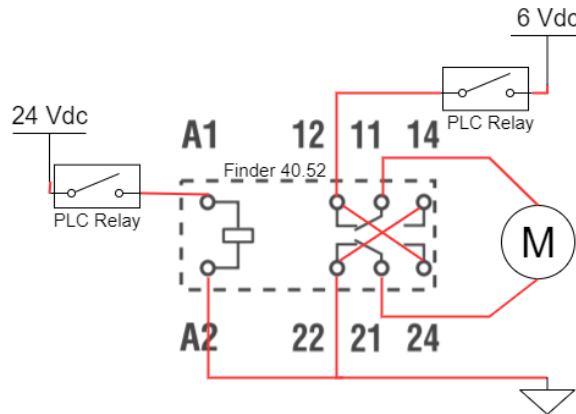 6 Vdc
PLC Relay
24 Vdc
A1 12 11 14
Finder 40.52
PLC Relay
M
A2 22 21 24